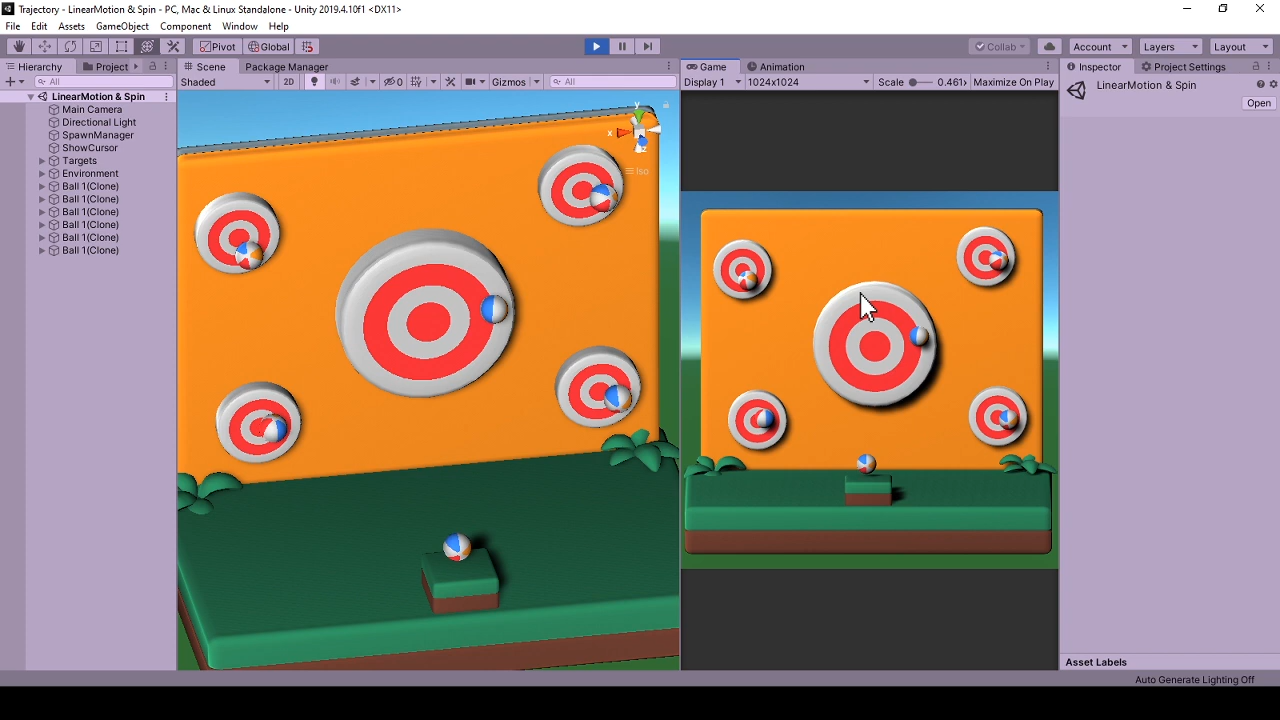 Trajectory - LinearMotion & Spin - PC, Mac & Linux Standalone - Unity 2019.4.10f1 <DX11>
File Edit Assets GameObject Component Window Help
Pivot Global Collab Account Layers Layout
Hierarchy Project Scene Package Manager Game Animation Inspector Project Settings
All Shaded 2D 0 Gizmos All Display 1 1024x1024 Scale 0.461x Maximize On Play LinearMotion & Spin
LinearMotion & Spin Open
Main Camera
Directional Light
SpawnManager
ShowCursor
Targets
Environment
Ball 1(Clone)
Ball 1(Clone)
Ball 1(Clone)
Ball 1(Clone)
Ball 1(Clone)
Ball 1(Clone)
y
x
z
Iso
Asset Labels
Auto Generate Lighting Off